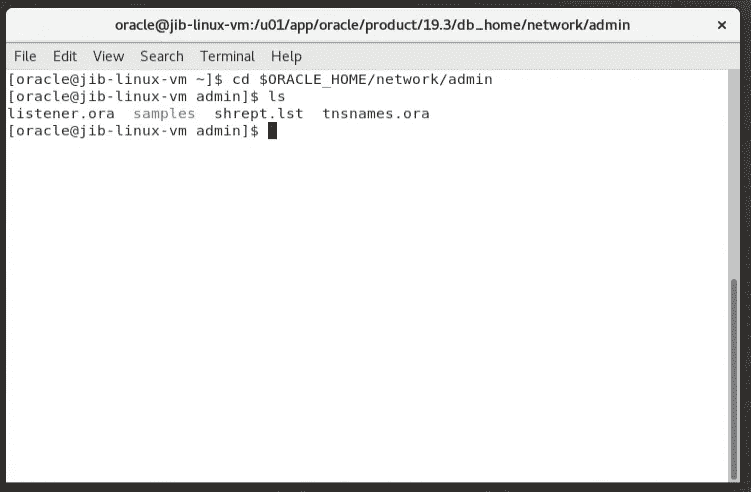 oracle@jib-linux-vm:/u01/app/oracle/product/19.3/db_home/network/admin ×
File Edit View Search Terminal Help
[oracle@jib-linux-vm ~]$ cd $ORACLE_HOME/network/admin
[oracle@jib-linux-vm admin]$ ls
listener.ora  samples  shrept.lst  tnsnames.ora
[oracle@jib-linux-vm admin]$